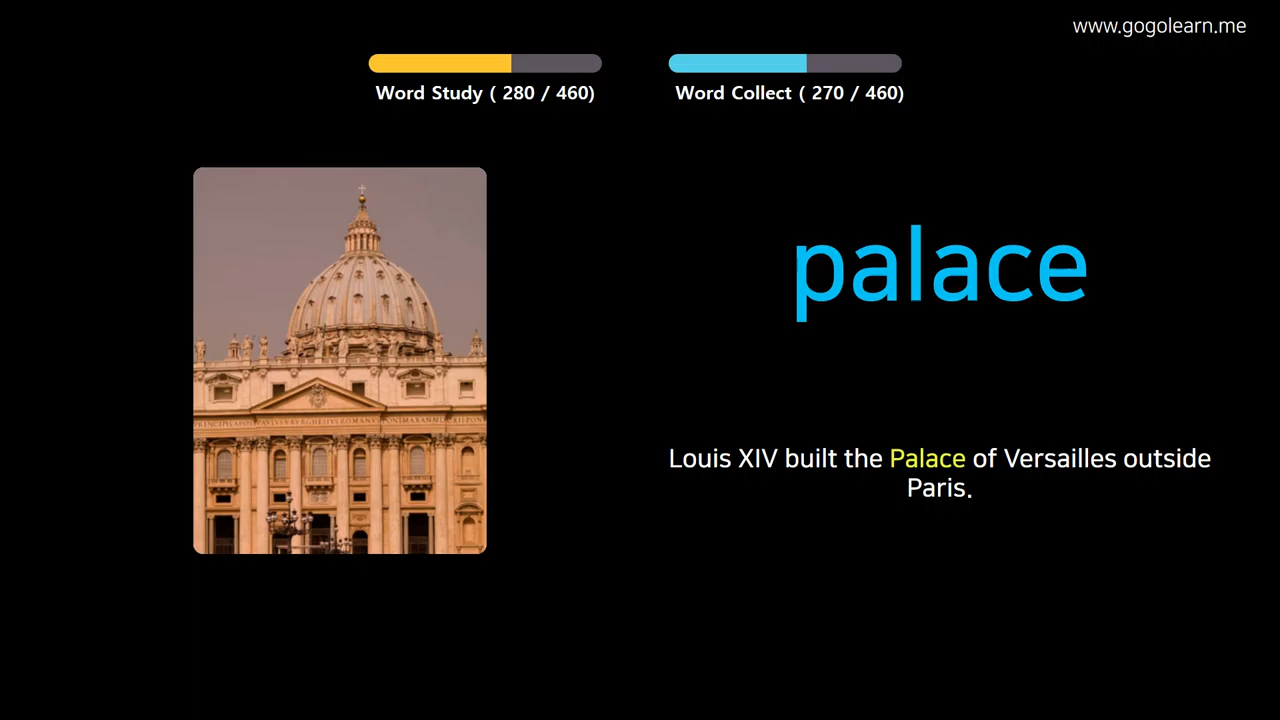 www.gogolearn.me
Word Study ( 280 / 460)
Word Collect ( 270 / 460)
palace
Louis XIV built the Palace of Versailles outside
Paris.